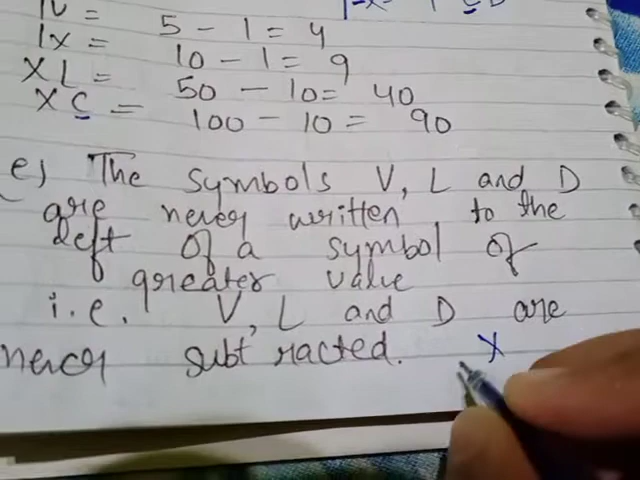 IV = 5 - 1 = 4
IX = 10 - 1 = 9
XL = 50 - 10 = 40
XC = 100 - 10 = 90
e) The symbols V, L and D
are never written to the
left of a symbol of
greater value
i.e. V, L and D are
never subtracted. X